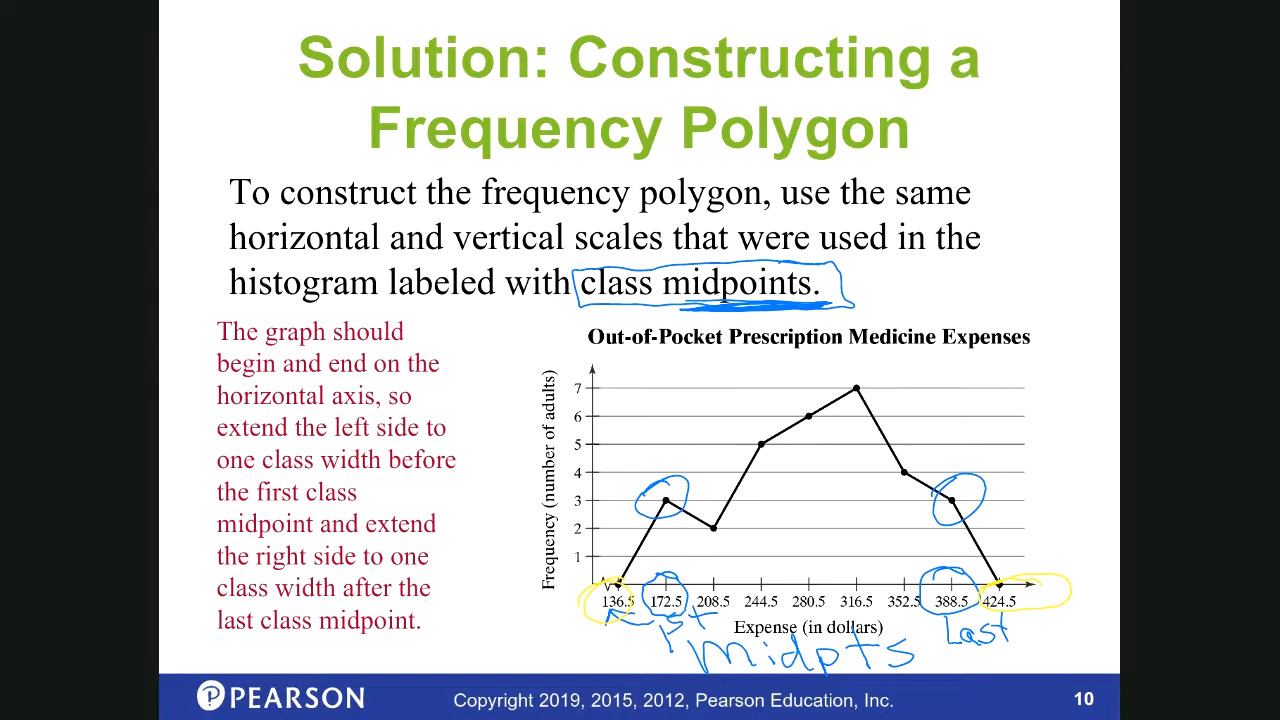 Solution: Constructing a
Frequency Polygon
To construct the frequency polygon, use the same
horizontal and vertical scales that were used in the
histogram labeled with class midpoints.
The graph should
begin and end on the
horizontal axis, so
extend the left side to
one class width before
the first class
midpoint and extend
the right side to one
class width after the
last class midpoint.
Out-of-Pocket Prescription Medicine Expenses
Frequency (number of adults)
7
6
5
4
3
2
1
136.5 172.5 208.5 244.5 280.5 316.5 352.5 388.5 424.5
Expense (in dollars)
1st
Last
Midpts
PEARSON
Copyright 2019, 2015, 2012, Pearson Education, Inc.
10